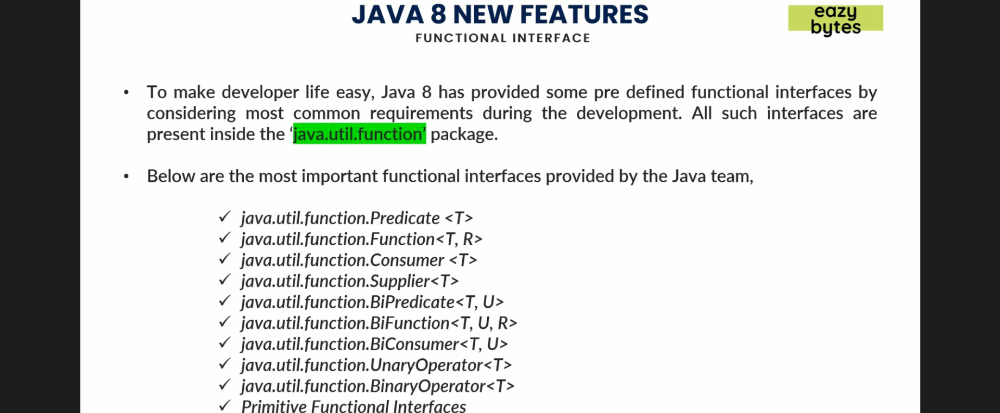 JAVA 8 NEW FEATURES
FUNCTIONAL INTERFACE
eazy
bytes
• To make developer life easy, Java 8 has provided some pre defined functional interfaces by
considering most common requirements during the development. All such interfaces are
present inside the ‘java.util.function’ package.
• Below are the most important functional interfaces provided by the Java team,
✓ java.util.function.Predicate <T>
✓ java.util.function.Function<T, R>
✓ java.util.function.Consumer <T>
✓ java.util.function.Supplier<T>
✓ java.util.function.BiPredicate<T, U>
✓ java.util.function.BiFunction<T, U, R>
✓ java.util.function.BiConsumer<T, U>
✓ java.util.function.UnaryOperator<T>
✓ java.util.function.BinaryOperator<T>
✓ Primitive Functional Interfaces